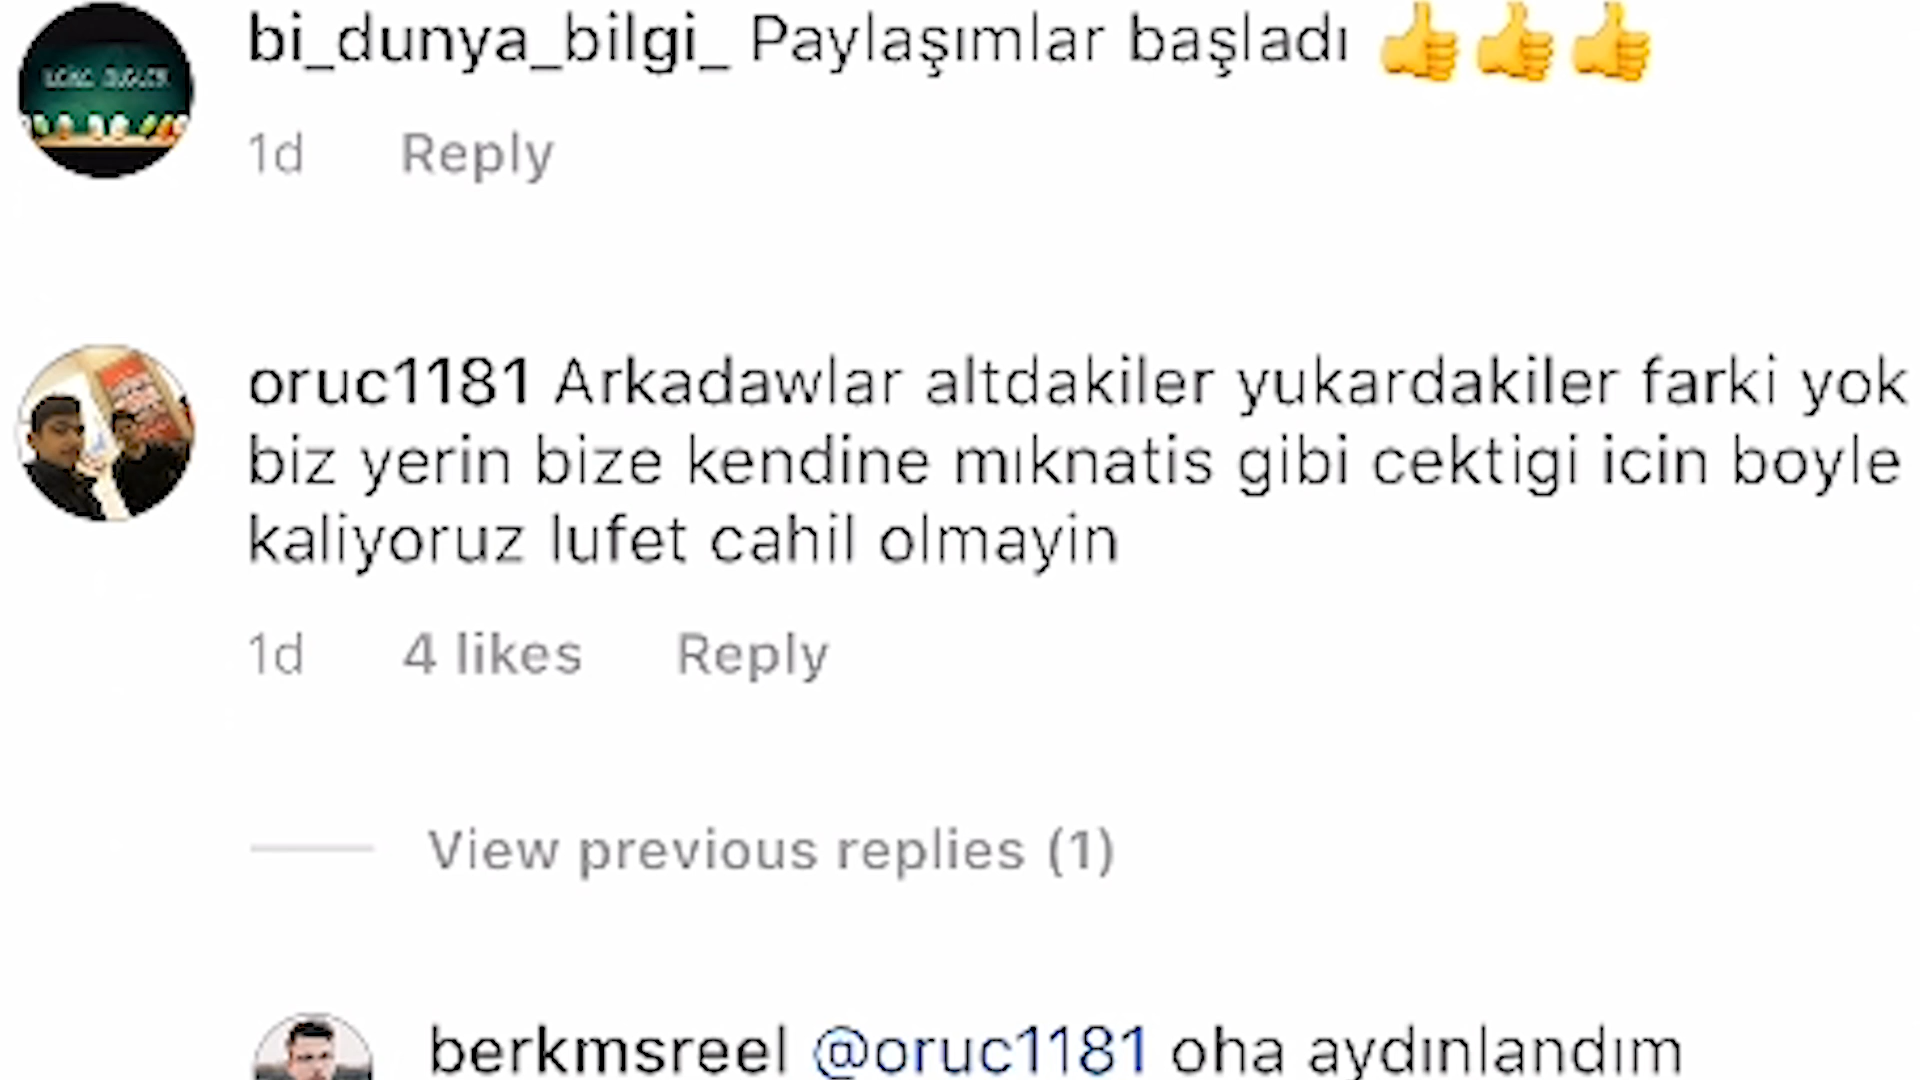 bi_dunya_bilgi_ Paylaşımlar başladı 👍👍👍
1d Reply
oruc1181 Arkadawlar altdakiler yukardakiler farki yok
biz yerin bize kendine mıknatis gibi cektigi icin boyle
kaliyoruz lufet cahil olmayin
1d 4 likes Reply
View previous replies (1)
berkmsreel @oruc1181 oha aydınlandım